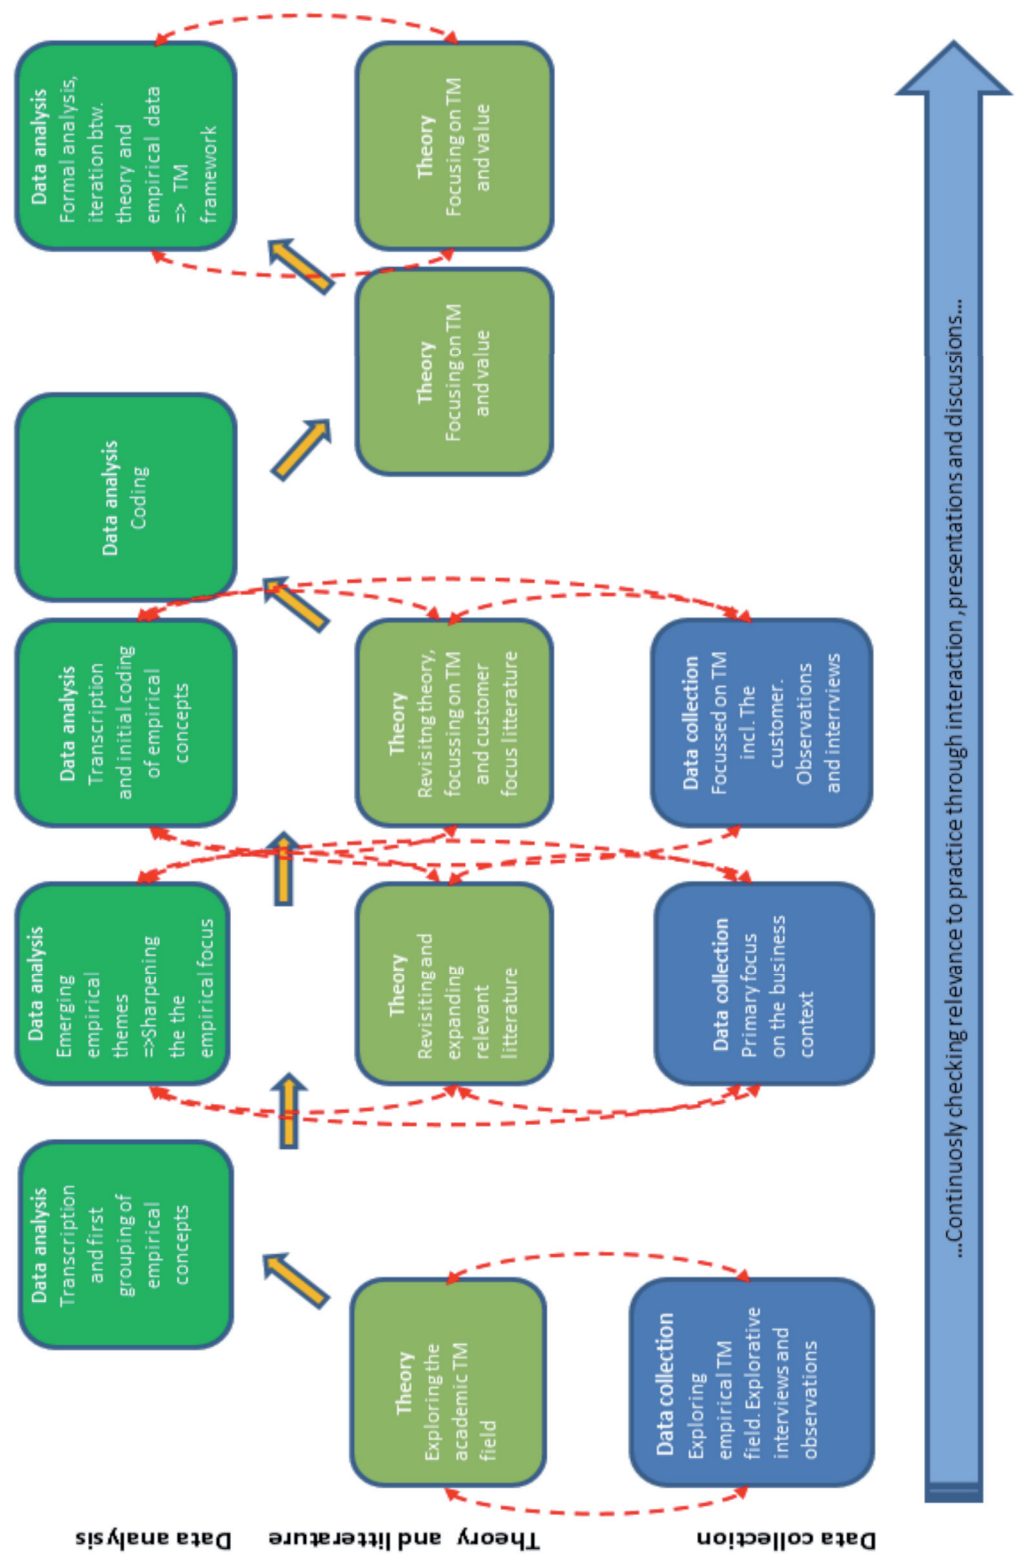 Data analysis
Theory and litterature
Data collection
Data analysis
Transcription
and first
grouping of
empirical
concepts
Data analysis
Emerging
empirical
themes
=>Sharpening
the the
empirical focus
Data analysis
Transcription
and initial coding
of empirical
concepts
Data analysis
Coding
Data analysis
Formal analysis,
iteration btw.
theory and
empirical data
=> TM
framework
Theory
Exploring the
academic TM
field
Theory
Revisiting and
expanding
relevant
litterature
Theory
Revisitng theory,
focussing on TM
and customer
focus litterature
Theory
Focusing on TM
and value
Theory
Focusing on TM
and value
Data collection
Exploring
empirical TM
field. Explorative
interviews and
observations
Data collection
Primary focus
on the business
context
Data collection
Focussed on TM
incl. The
customer.
Observations
and interrviews
...Continuosly checking relevance to practice through interaction, presentations and discussions...